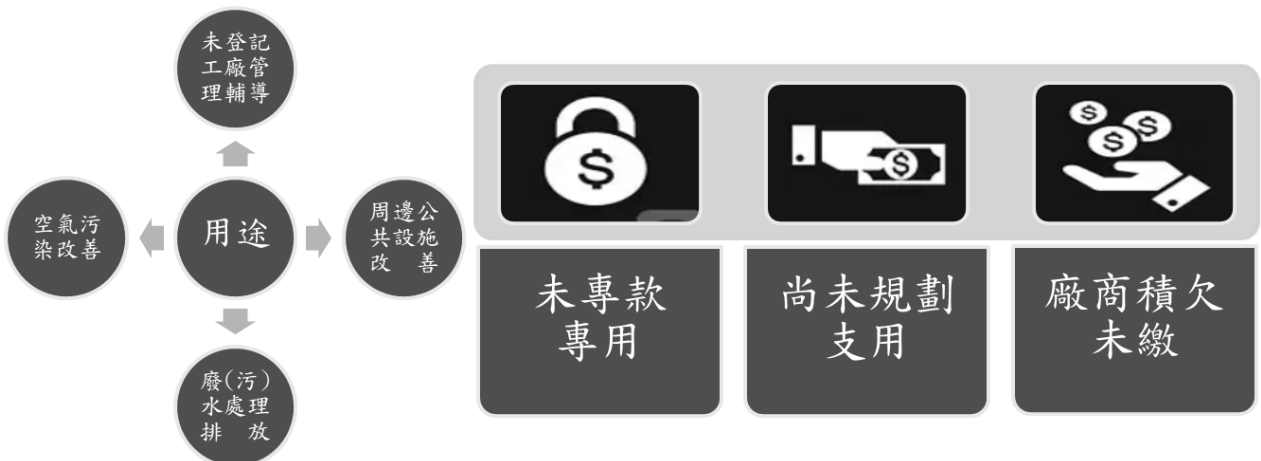 未登記
工廠管
理輔導
空氣污
染改善
用途
周邊公
共設施
改　善
廢(污)
水處理
排　放
$
$
$
$
$
未專款
專用
尚未規劃
支用
廠商積欠
未繳